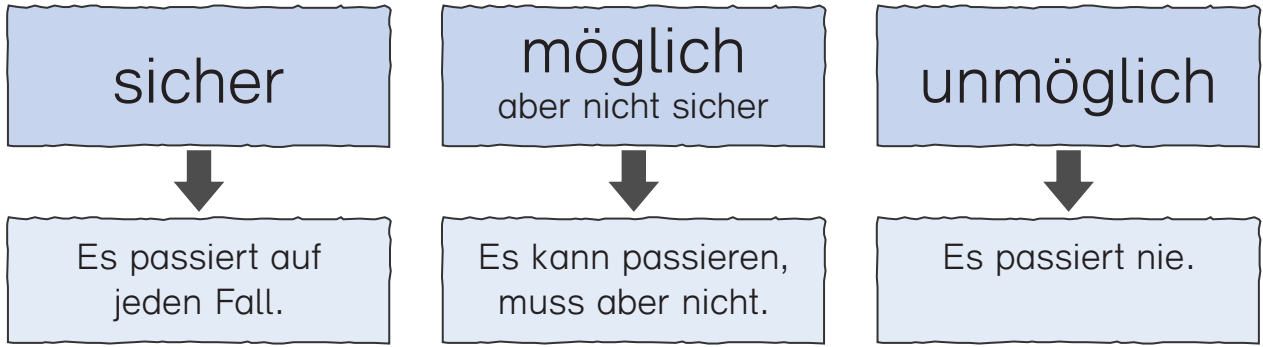 sicher
möglich
aber nicht sicher
unmöglich
Es passiert auf
jeden Fall.
Es kann passieren,
muss aber nicht.
Es passiert nie.